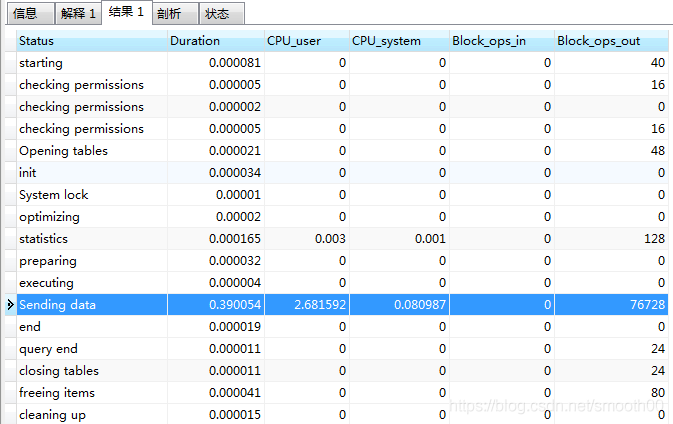 信息 解释 1 结果 1 剖析 状态
Status Duration CPU_user CPU_system Block_ops_in Block_ops_out
starting 0.000081 0 0 0 40
checking permissions 0.000005 0 0 0 16
checking permissions 0.000002 0 0 0 0
checking permissions 0.000005 0 0 0 16
Opening tables 0.000021 0 0 0 48
init 0.000034 0 0 0 0
System lock 0.00001 0 0 0 0
optimizing 0.00002 0 0 0 0
statistics 0.000165 0.003 0.001 0 128
preparing 0.000032 0 0 0 0
executing 0.000004 0 0 0 0
Sending data 0.390054 2.681592 0.080987 0 76728
end 0.000019 0 0 0 0
query end 0.000011 0 0 0 24
closing tables 0.000011 0 0 0 24
freeing items 0.000041 0 0 0 80
cleaning up 0.000015 0 0 0 0